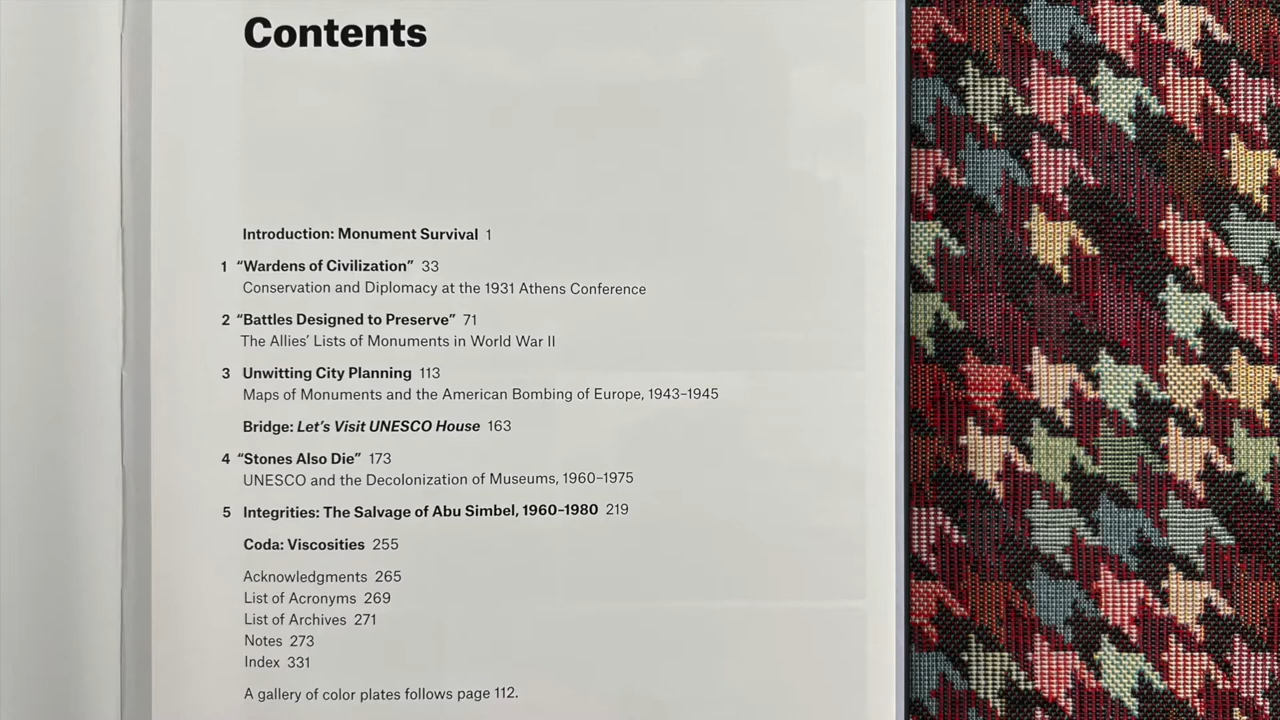 Contents
Introduction: Monument Survival 1
1 “Wardens of Civilization” 33
Conservation and Diplomacy at the 1931 Athens Conference
2 “Battles Designed to Preserve” 71
The Allies’ Lists of Monuments in World War II
3 Unwitting City Planning 113
Maps of Monuments and the American Bombing of Europe, 1943–1945
Bridge: Let’s Visit UNESCO House 163
4 “Stones Also Die” 173
UNESCO and the Decolonization of Museums, 1960–1975
5 Integrities: The Salvage of Abu Simbel, 1960–1980 219
Coda: Viscosities 255
Acknowledgments 265
List of Acronyms 269
List of Archives 271
Notes 273
Index 331
A gallery of color plates follows page 112.